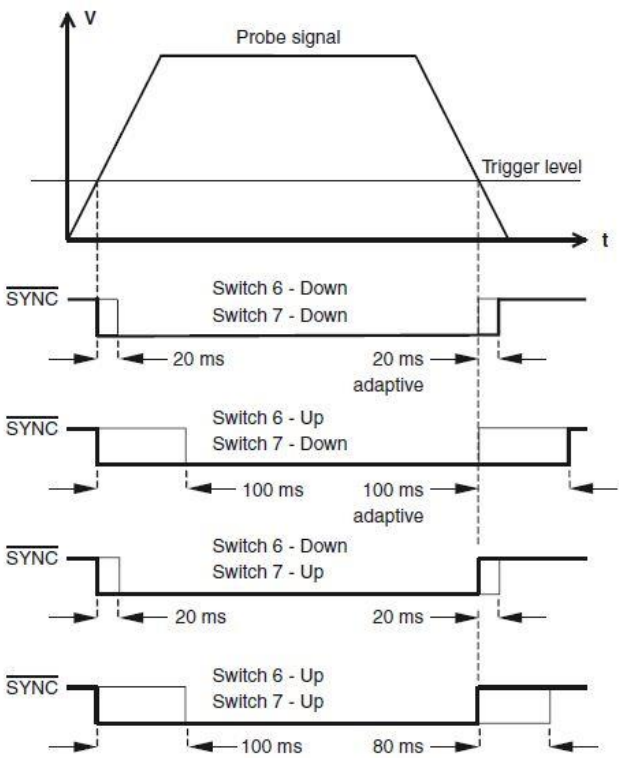 V
Probe signal
Trigger level
t
SYNC
Switch 6 - Down
Switch 7 - Down
20 ms
20 ms
adaptive
SYNC
Switch 6 - Up
Switch 7 - Down
100 ms
100 ms
adaptive
SYNC
Switch 6 - Down
Switch 7 - Up
20 ms
20 ms
SYNC
Switch 6 - Up
Switch 7 - Up
100 ms
80 ms